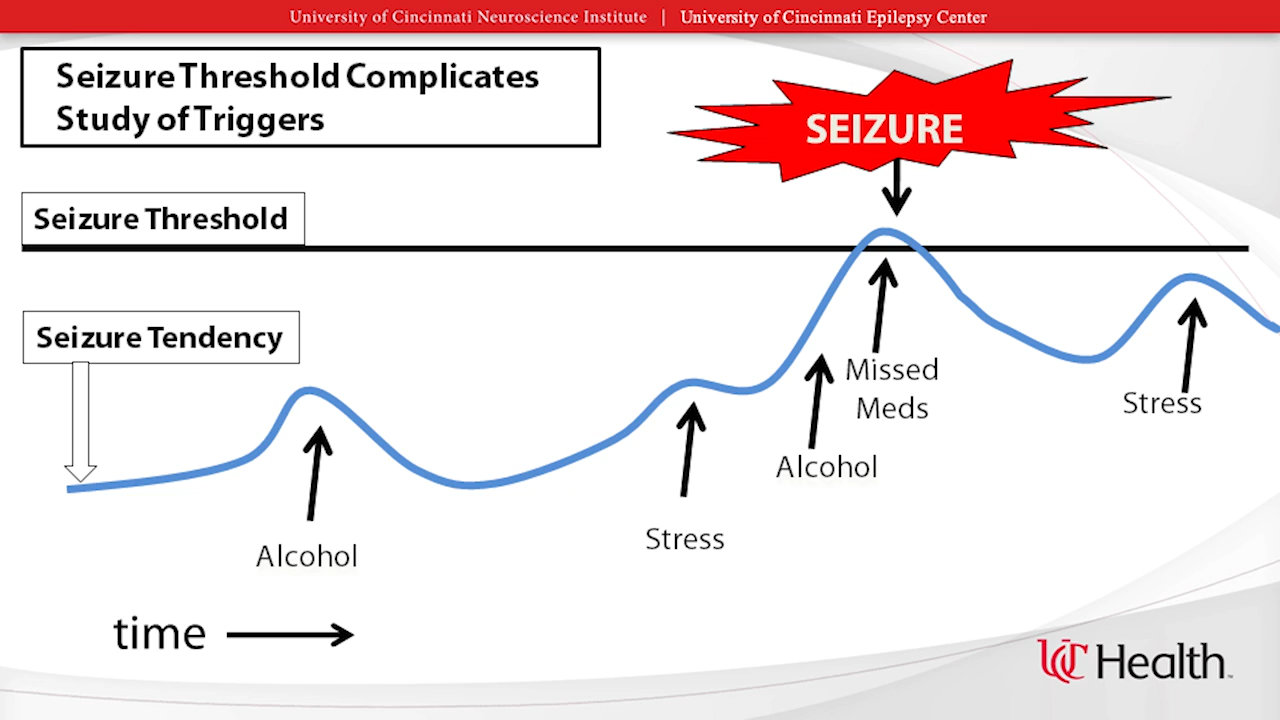 University of Cincinnati Neuroscience Institute | University of Cincinnati Epilepsy Center
Seizure Threshold Complicates
Study of Triggers
SEIZURE
Seizure Threshold
Seizure Tendency
Missed
Meds
Stress
Alcohol
Stress
Alcohol
time
UC Health™